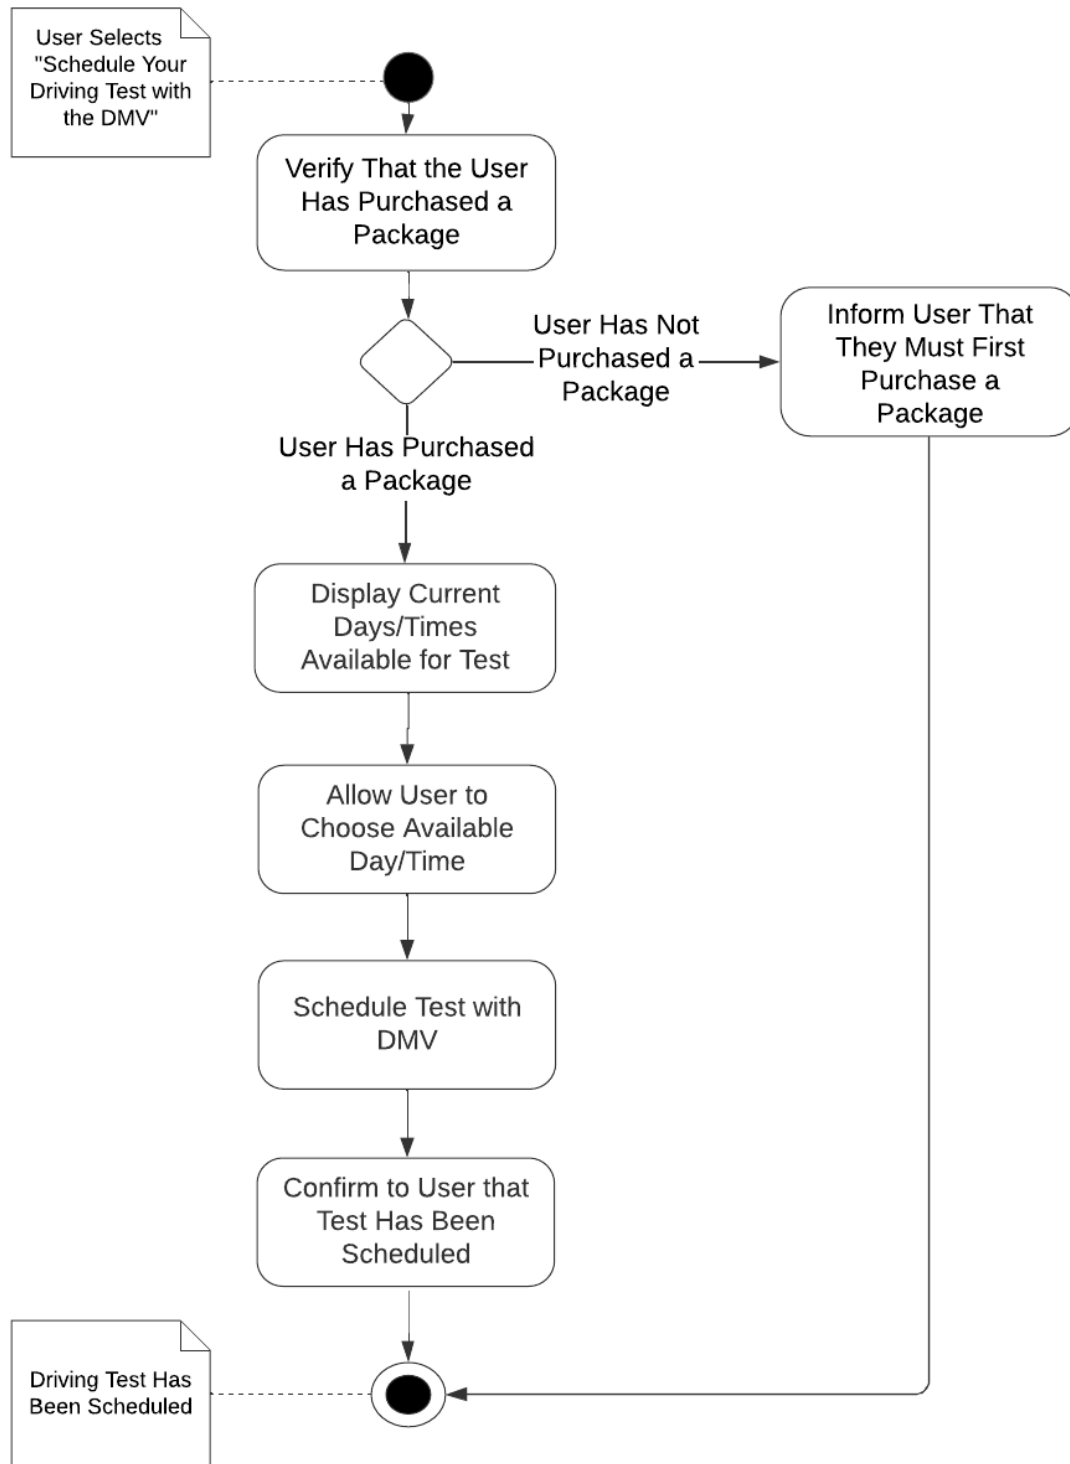 User Selects
"Schedule Your
Driving Test with
the DMV"
Verify That the User
Has Purchased a
Package
User Has Not
Purchased a
Package
Inform User That
They Must First
Purchase a
Package
User Has Purchased
a Package
Display Current
Days/Times
Available for Test
Allow User to
Choose Available
Day/Time
Schedule Test with
DMV
Confirm to User that
Test Has Been
Scheduled
Driving Test Has
Been Scheduled